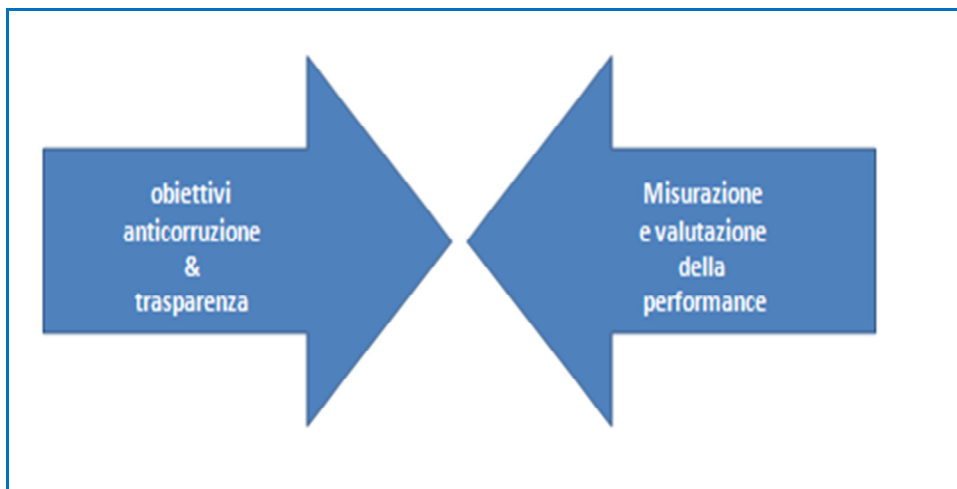 obiettivi
anticorruzione
&
trasparenza
Misurazione
e valutazione
della
performance